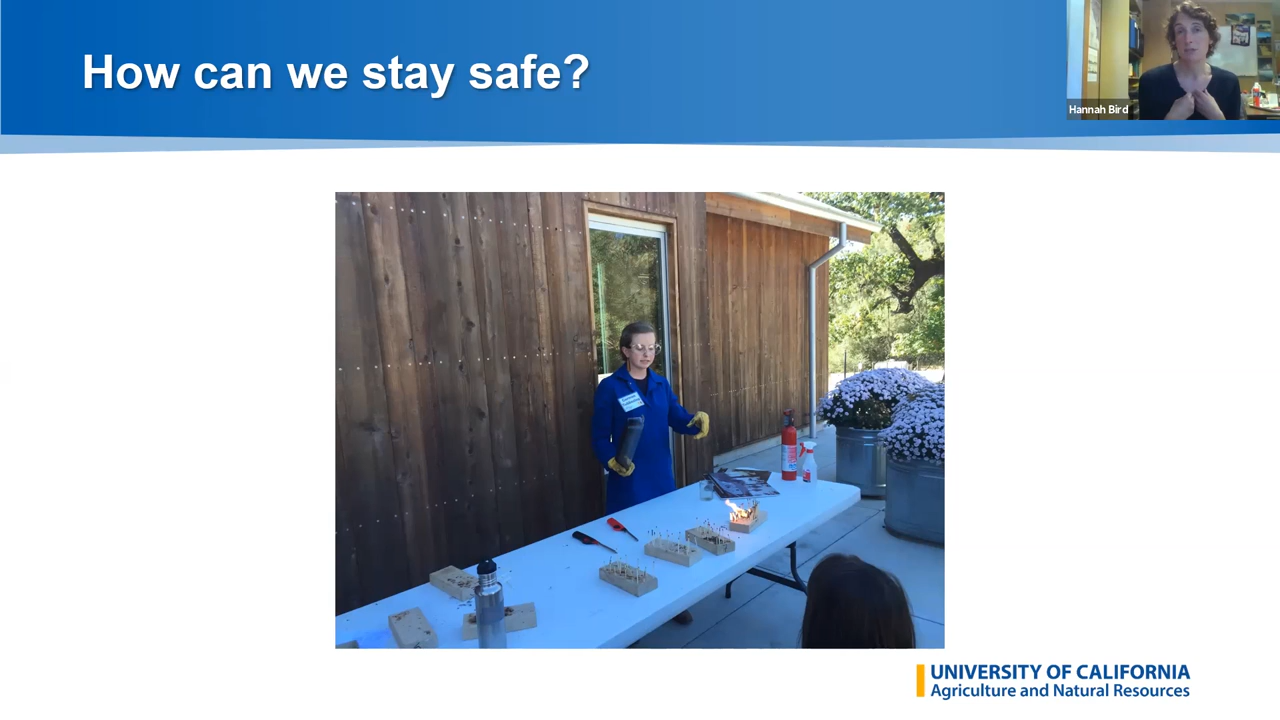 How can we stay safe?
Hannah Bird
UNIVERSITY OF CALIFORNIA
Agriculture and Natural Resources